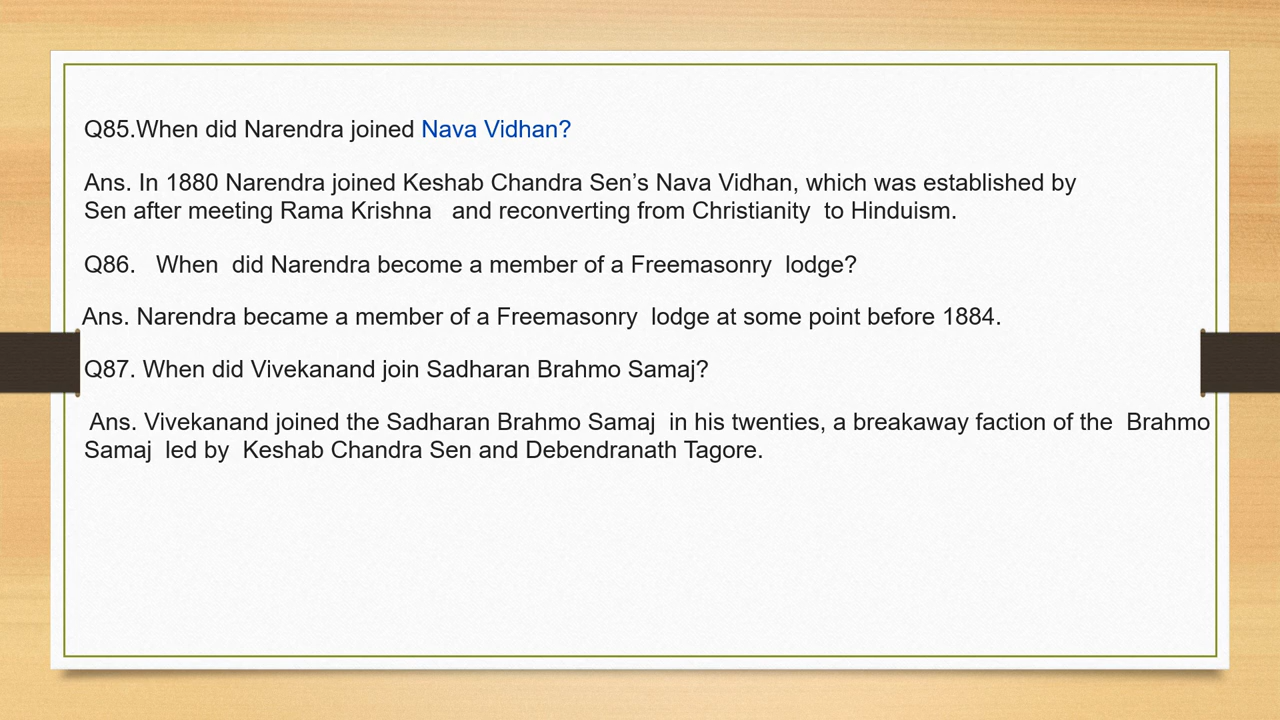 Q85.When did Narendra joined Nava Vidhan?
Ans. In 1880 Narendra joined Keshab Chandra Sen’s Nava Vidhan, which was established by
Sen after meeting Rama Krishna   and reconverting from Christianity  to Hinduism.
Q86.   When  did Narendra become a member of a Freemasonry  lodge?
Ans. Narendra became a member of a Freemasonry  lodge at some point before 1884.
Q87. When did Vivekanand join Sadharan Brahmo Samaj?
Ans. Vivekanand joined the Sadharan Brahmo Samaj  in his twenties, a breakaway faction of the  Brahmo
Samaj  led by  Keshab Chandra Sen and Debendranath Tagore.